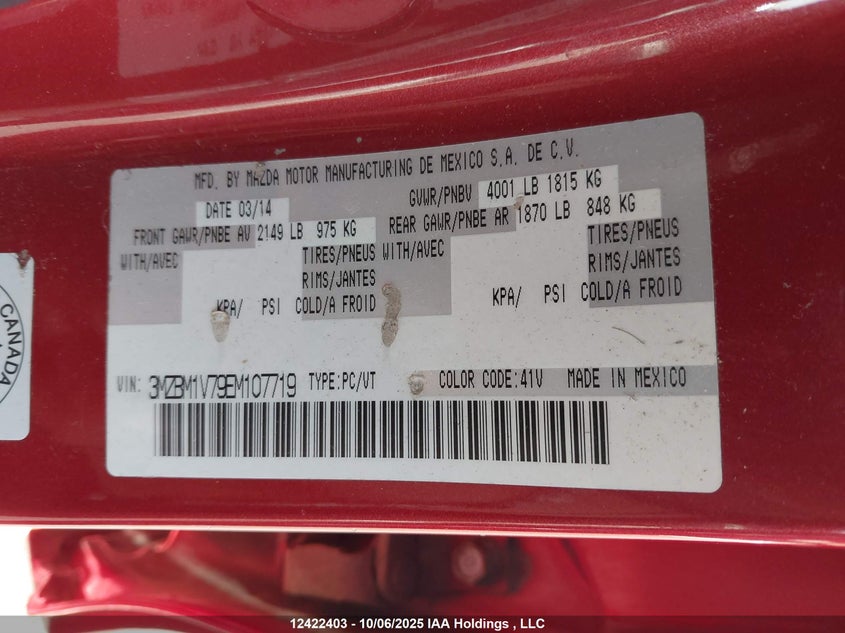 MFD. BY MAZDA MOTOR MANUFACTURING DE MEXICO S.A. DE C.V.
DATE 03/14 GVWR/PNBV 4001 LB 1815 KG
FRONT GAWR/PNBE AV 2149 LB 975 KG REAR GAWR/PNBE AR 1870 LB 848 KG
WITH/AVEC TIRES/PNEUS WITH/AVEC TIRES/PNEUS
RIMS/JANTES RIMS/JANTES
KPA/ PSI COLD/A FROID KPA/ PSI COLD/A FROID
VIN: 3MZBM1V79EM107719 TYPE:PC/VT COLOR CODE:41V MADE IN MEXICO
CANADA
12422403 - 10/06/2025 IAA Holdings , LLC